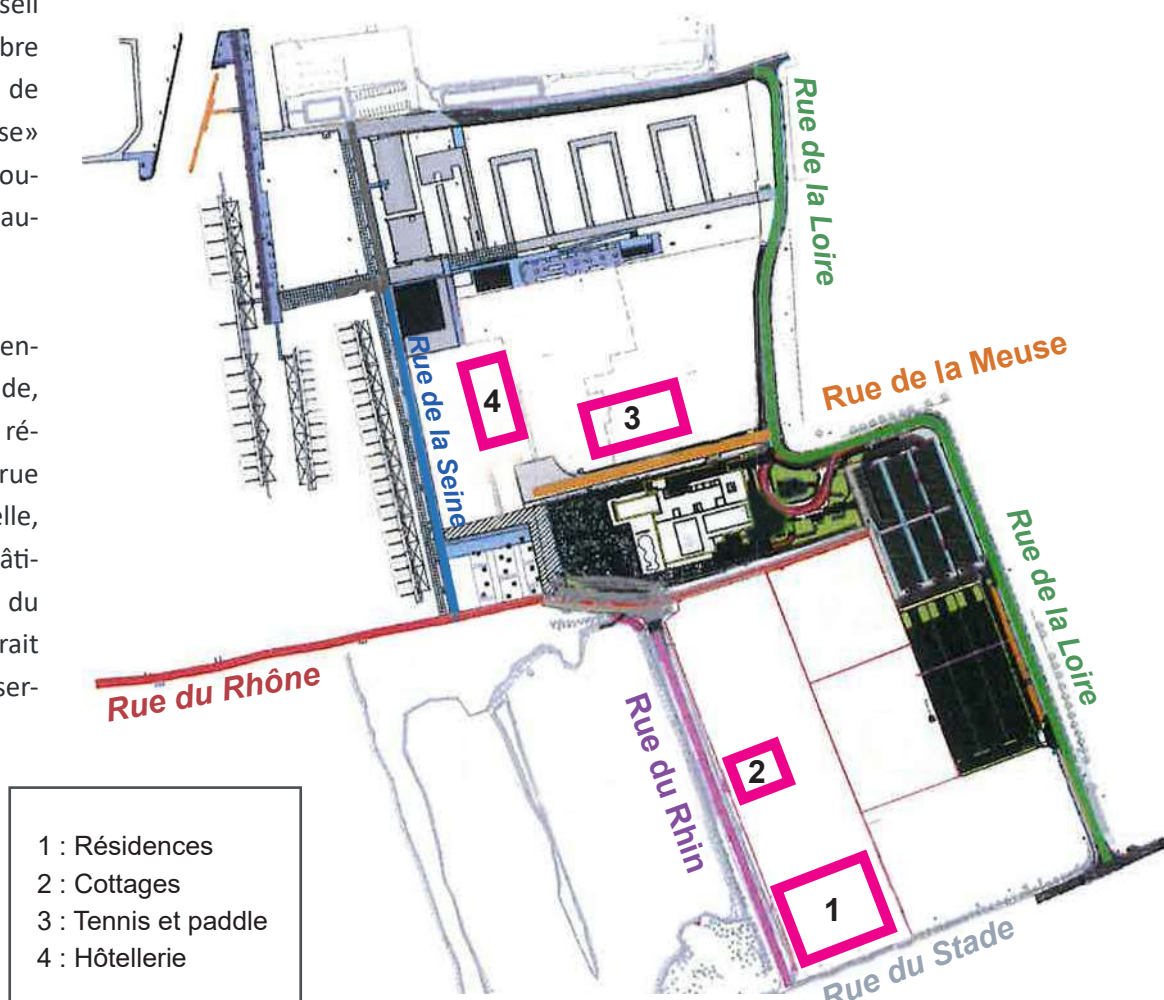 seil
bre
de
se»
ou-
au-
en-
de,
ré-
rue
elle,
âti-
du
rait
ser-
Rue de la Loire
Rue de la Meuse
Rue de la Seine
4
3
Rue de la Loire
Rue du Rhône
Rue du Rhin
2
1
Rue du Stade
1 : Résidences
2 : Cottages
3 : Tennis et paddle
4 : Hôtellerie